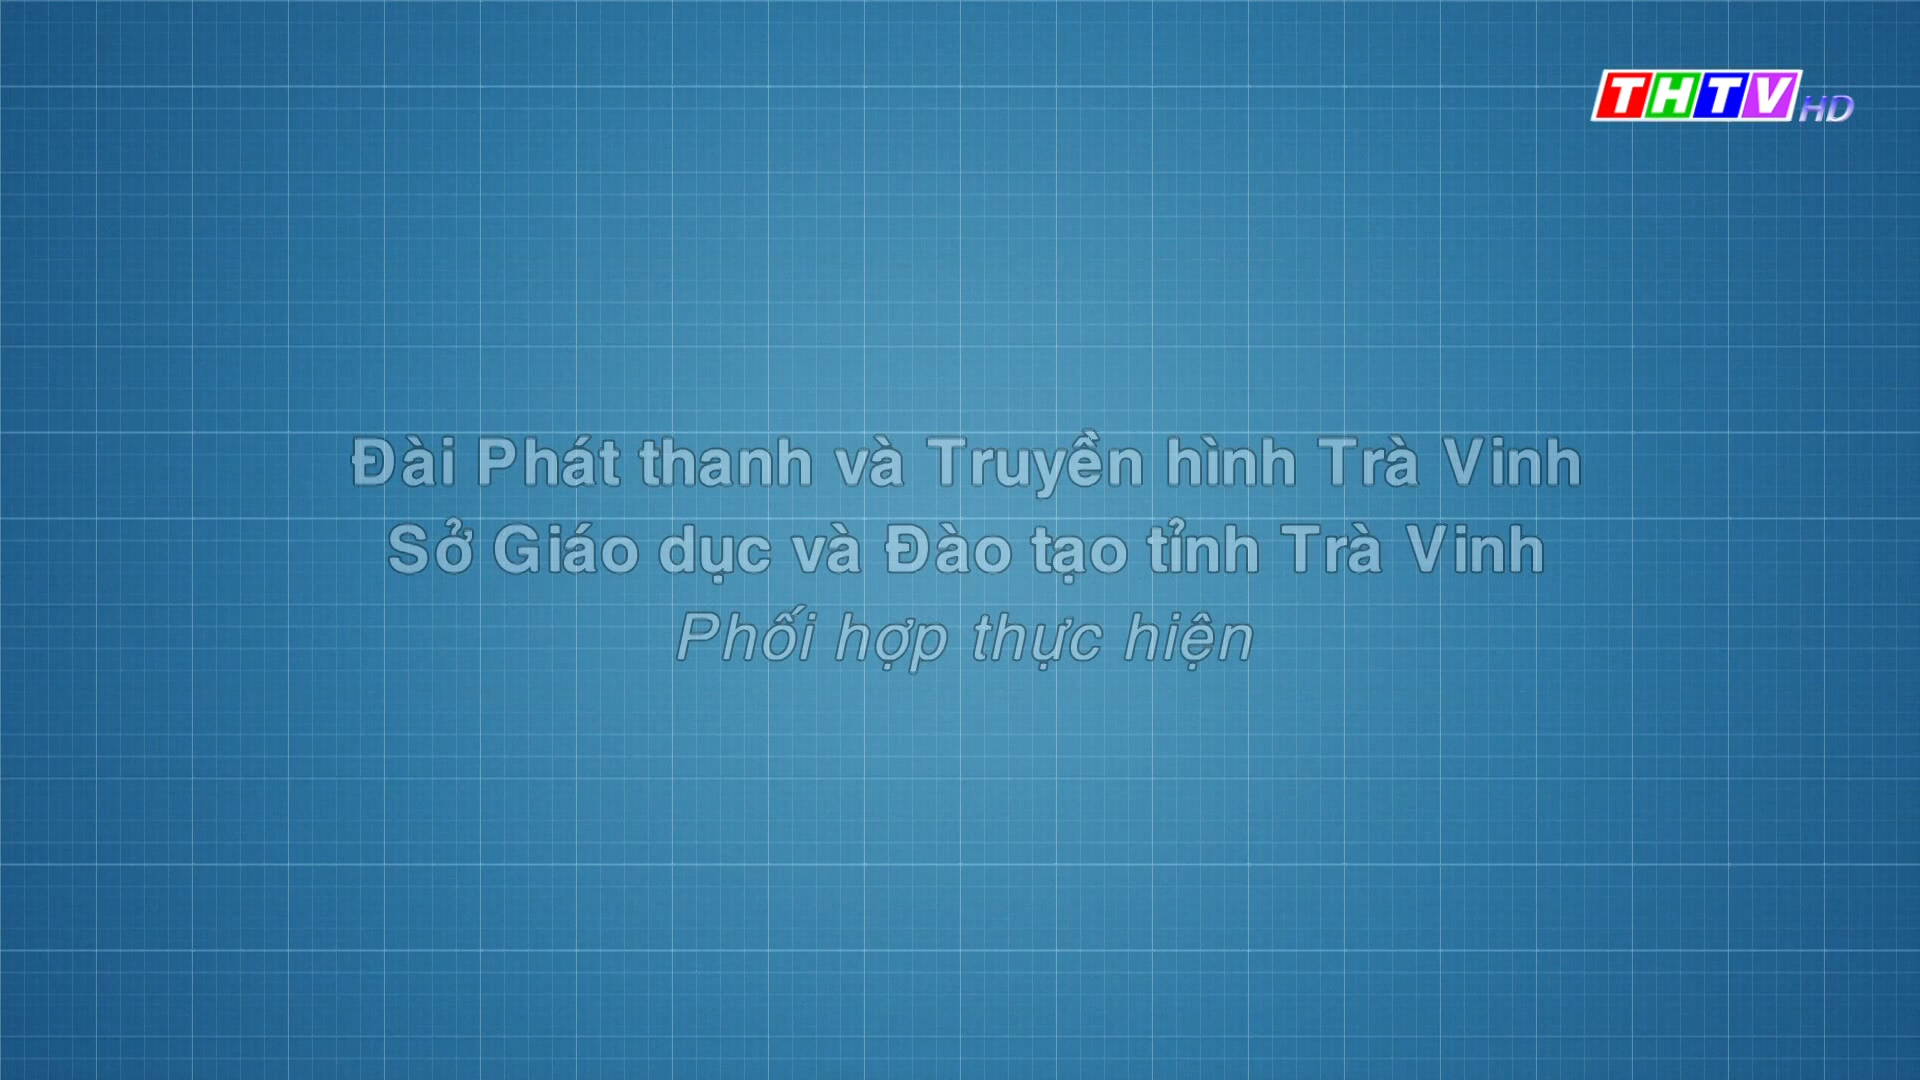 THTV HD
Đài Phát thanh và Truyền hình Trà Vinh
Sở Giáo dục và Đào tạo tỉnh Trà Vinh
Phối hợp thực hiện